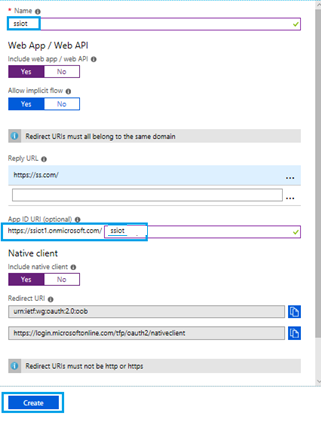 * Name
ssiot
Web App / Web API
Include web app / web API
Yes No
Allow implicit flow
Yes No
Redirect URIs must all belong to the same domain
Reply URL
https://ss.com/ ...
...
App ID URI (optional)
https://ssiot1.onmicrosoft.com/ ssiot
Native client
Include native client
Yes No
Redirect URI
urn:ietf:wg:oauth:2.0:oob
https://login.microsoftonline.com/tfp/oauth2/nativeclient
Redirect URIs must not be http or https
Create